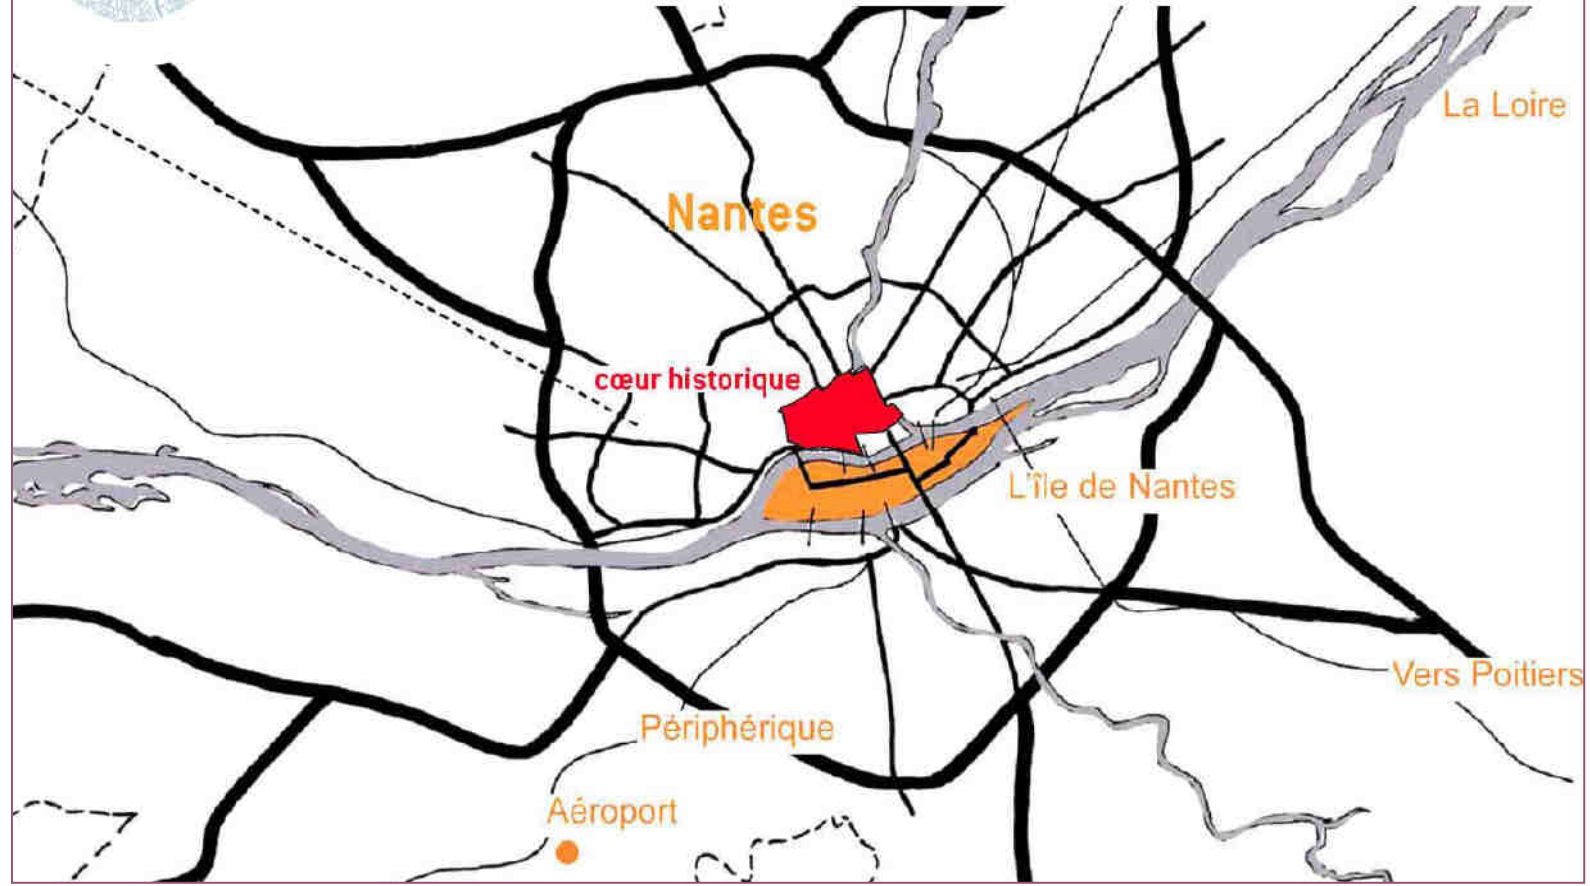 La Loire
Nantes
cœur historique
L'île de Nantes
Vers Poitiers
Périphérique
Aéroport